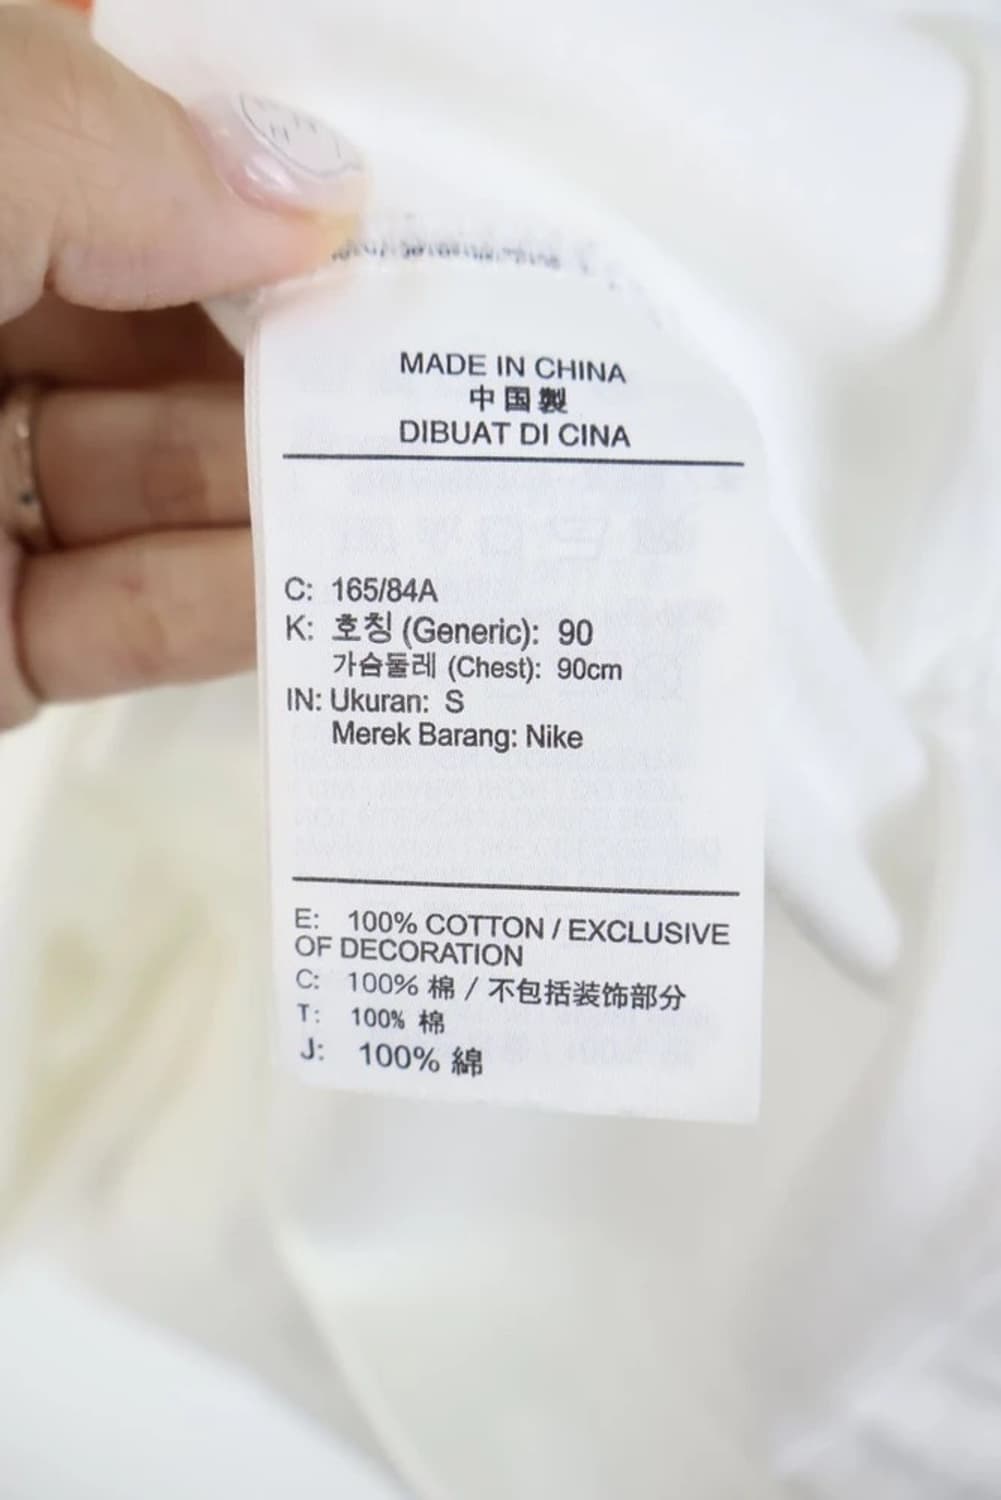 MADE IN CHINA
中国製
DIBUAT DI CINA
C: 165/84A
K: 호칭 (Generic): 90
가슴둘레 (Chest): 90cm
IN: Ukuran: S
Merek Barang: Nike
E: 100% COTTON / EXCLUSIVE
OF DECORATION
C: 100% 棉 / 不包括装饰部分
T: 100% 棉
J: 100% 綿